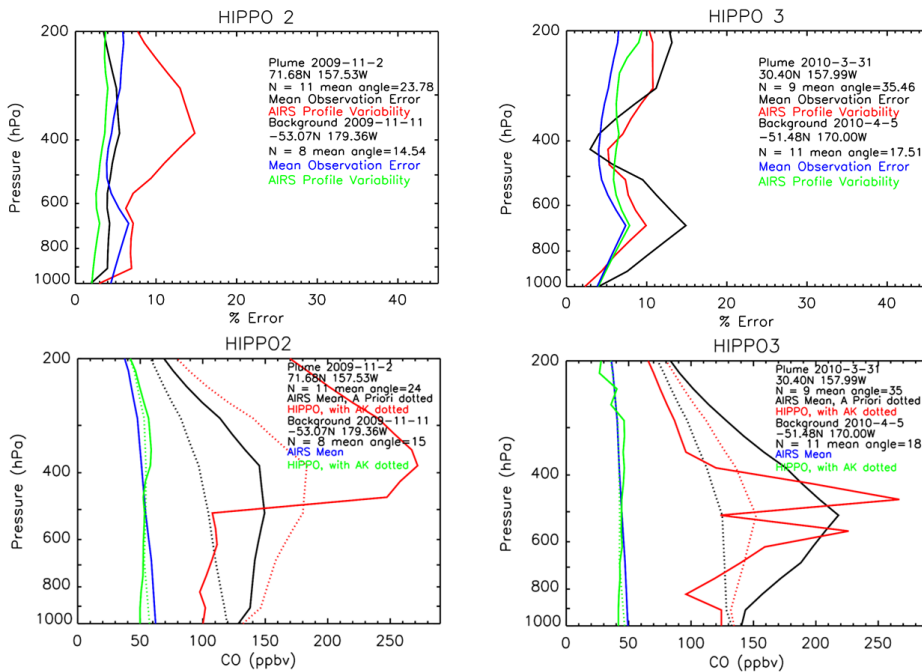 HIPPO 2
200
400
600
800
1000
Pressure (hPa)
Plume 2009-11-2
71.68N 157.53W
N = 11 mean angle=23.78
Mean Observation Error
AIRS Profile Variability
Background 2009-11-11
-53.07N 179.36W
N = 8 mean angle=14.54
Mean Observation Error
AIRS Profile Variability
0 10 20 30 40
% Error
HIPPO 3
200
400
600
800
1000
Pressure (hPa)
Plume 2010-3-31
30.40N 157.99W
N = 9 mean angle=35.46
Mean Observation Error
AIRS Profile Variability
Background 2010-4-5
-51.48N 170.00W
N = 11 mean angle=17.51
Mean Observation Error
AIRS Profile Variability
0 10 20 30 40
% Error
HIPPO2
200
400
600
800
1000
Pressure (hPa)
Plume 2009-11-2
71.68N 157.53W
N = 11 mean angle=24
AIRS Mean, A Priori dotted
HIPPO, with AK dotted
Background 2009-11-11
-53.07N 179.36W
N = 8 mean angle=15
AIRS Mean
HIPPO, with AK dotted
0 50 100 150 200 250
CO (ppbv)
HIPPO3
200
400
600
800
1000
Pressure (hPa)
Plume 2010-3-31
30.40N 157.99W
N = 9 mean angle=35
AIRS Mean, A Priori dotted
HIPPO, with AK dotted
Background 2010-4-5
-51.48N 170.00W
N = 11 mean angle=18
AIRS Mean
HIPPO, with AK dotted
0 50 100 150 200 250
CO (ppbv)